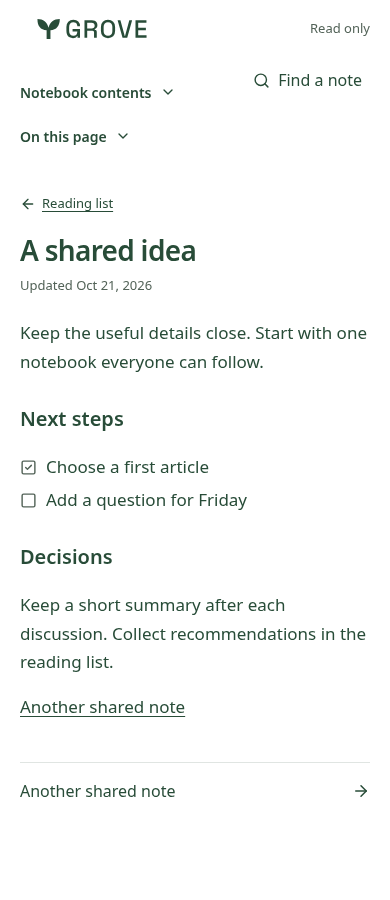 GROVE
Read only
Find a note
Notebook contents
On this page
Reading list
A shared idea
Updated Oct 21, 2026
Keep the useful details close. Start with one
notebook everyone can follow.
Next steps
Choose a first article
Add a question for Friday
Decisions
Keep a short summary after each
discussion. Collect recommendations in the
reading list.
Another shared note
Another shared note